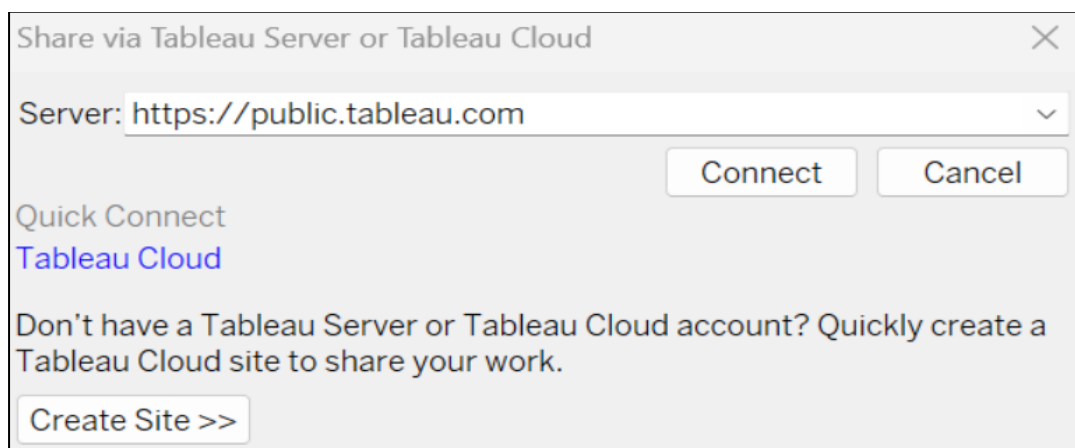 Share via Tableau Server or Tableau Cloud
Server: https://public.tableau.com
Connect Cancel
Quick Connect
Tableau Cloud
Don’t have a Tableau Server or Tableau Cloud account? Quickly create a
Tableau Cloud site to share your work.
Create Site >>